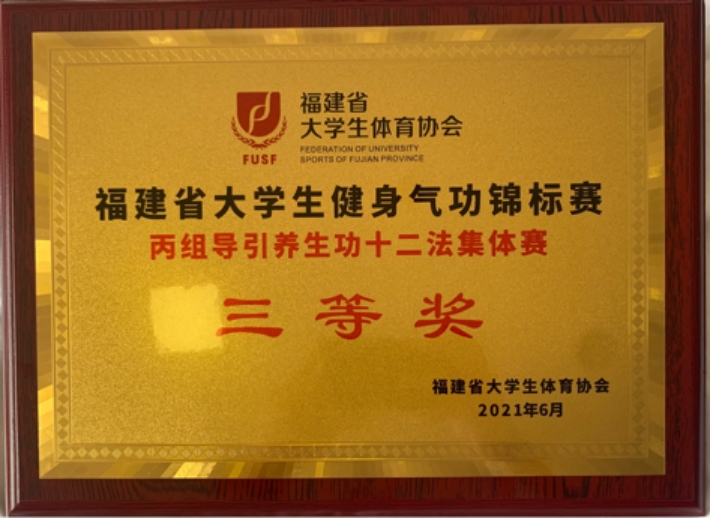 福建省
大学生体育协会
FUSF
FEDERATION OF UNIVERSITY
SPORTS OF FUJIAN PROVINCE
福建省大学生健身气功锦标赛
丙组导引养生功十二法集体赛
三等奖
福建省大学生体育协会
2021年6月